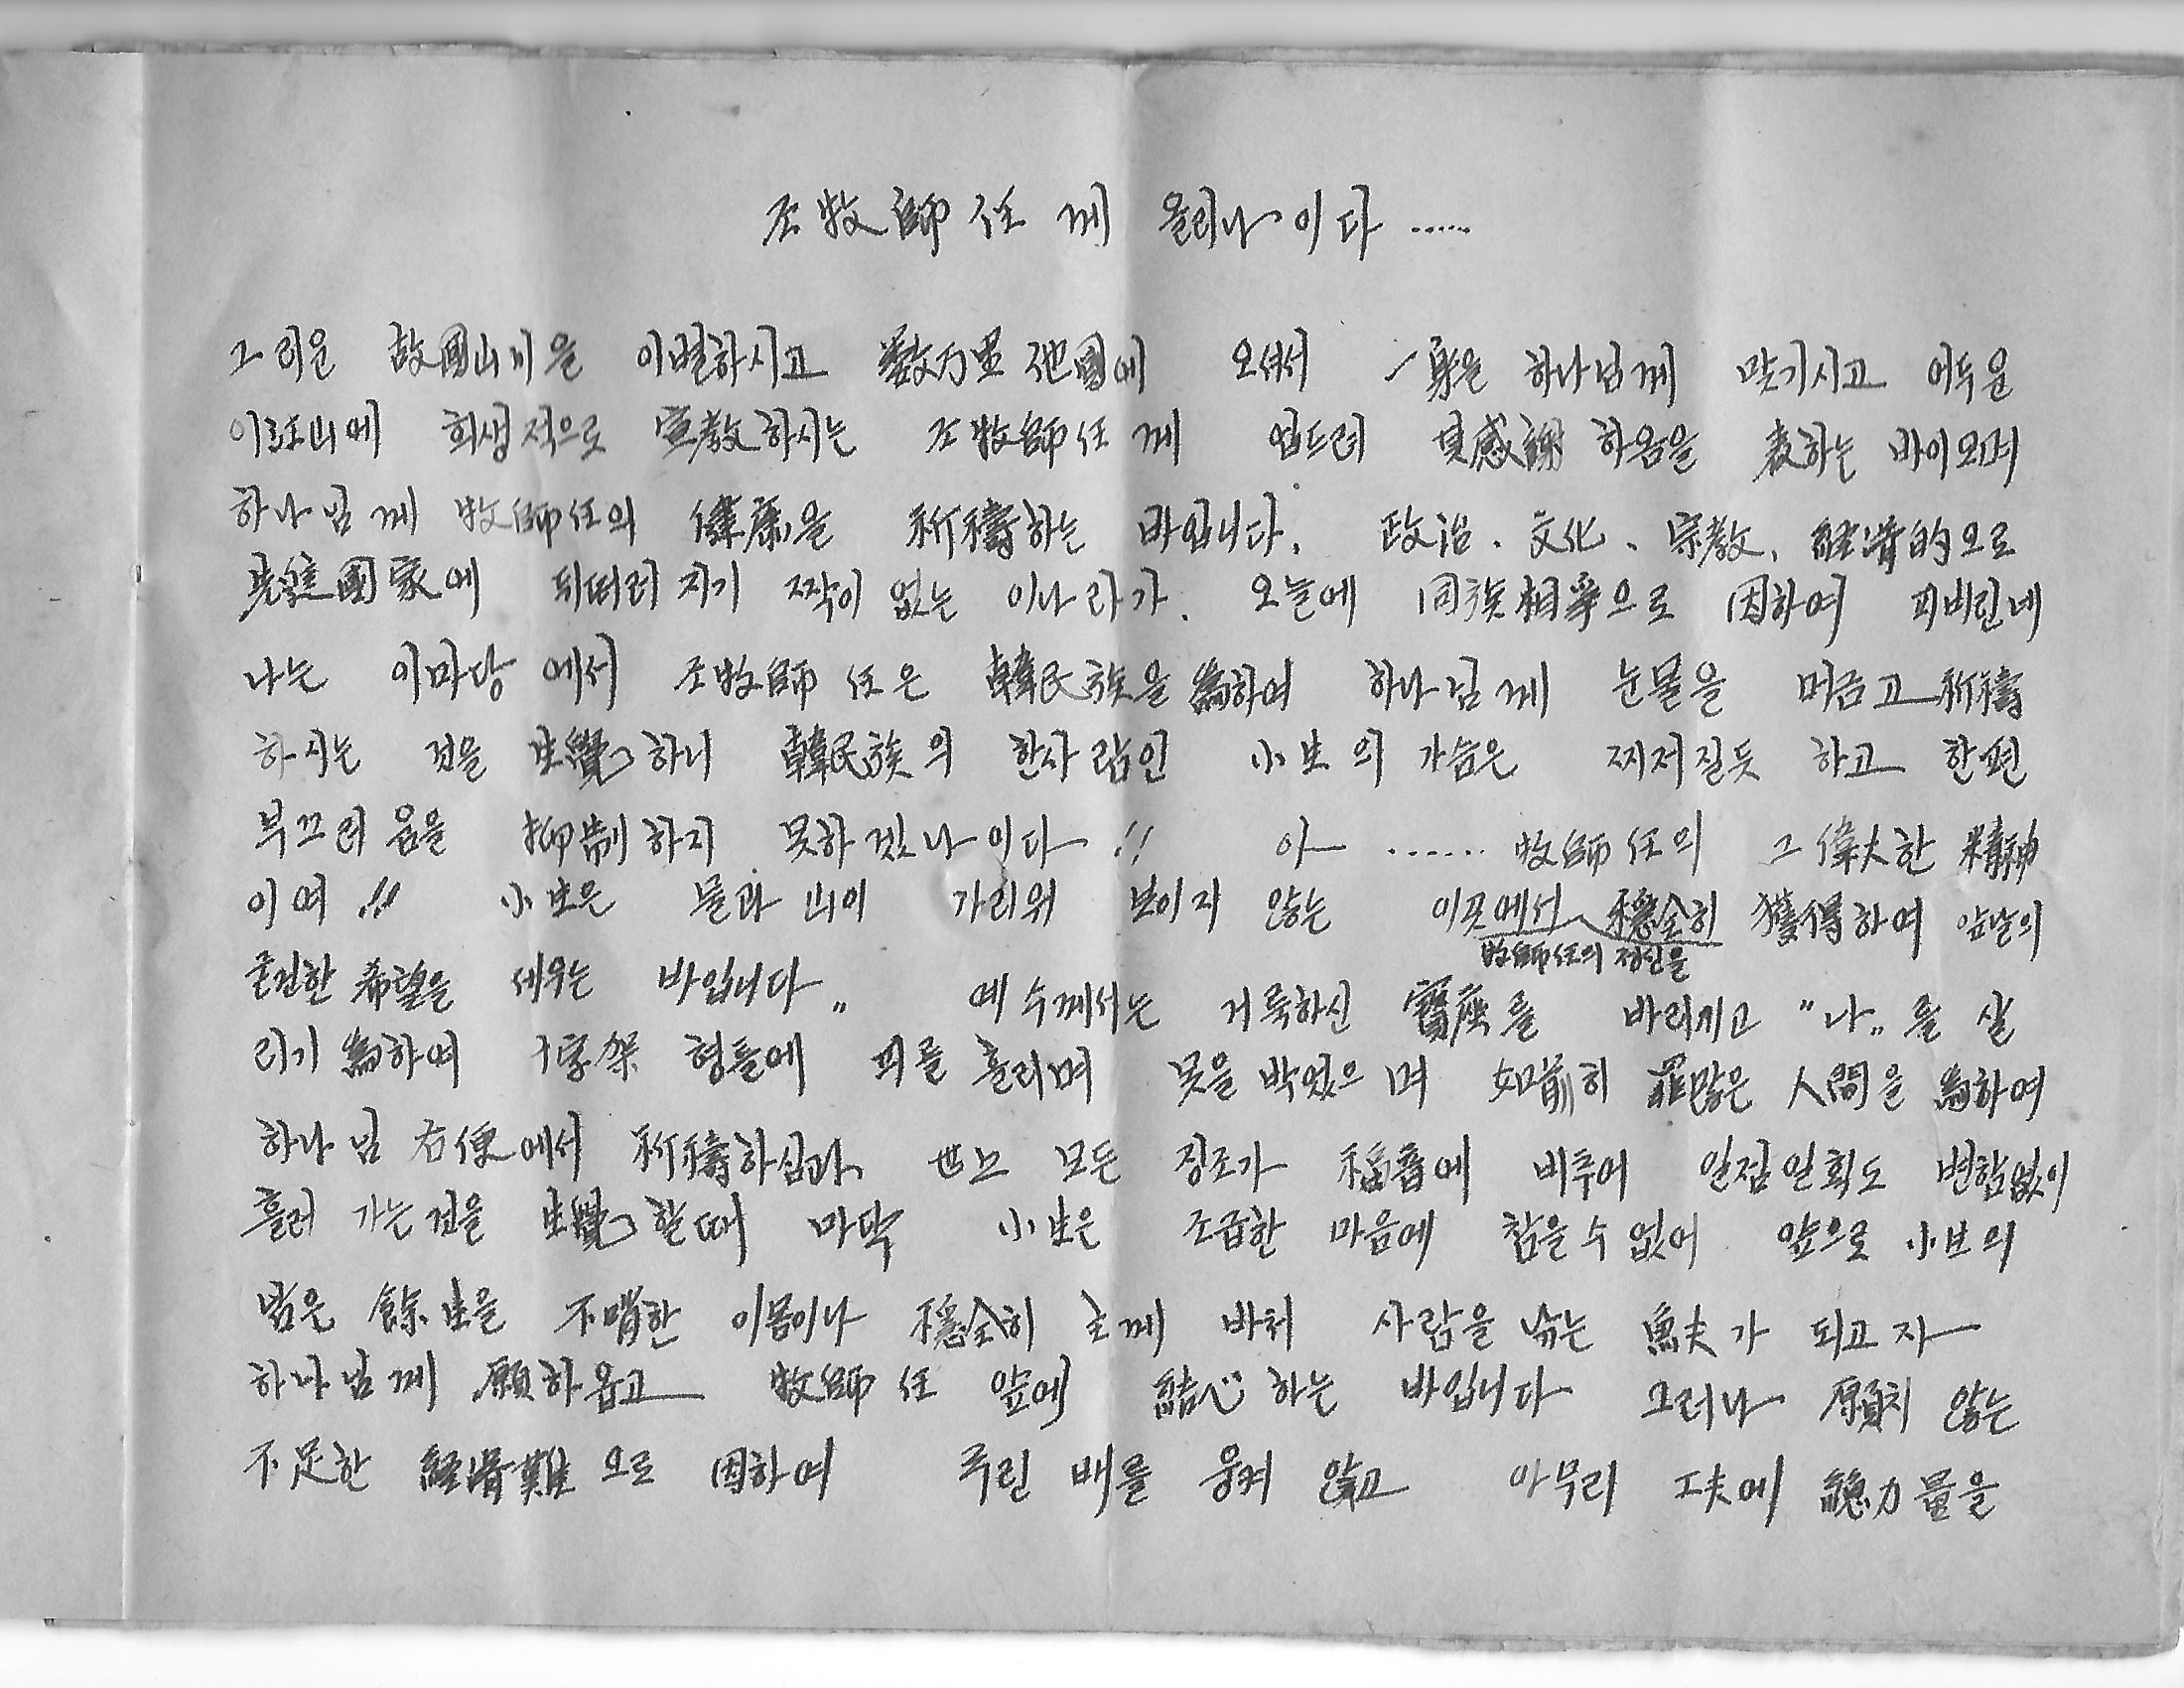 조牧師任께 올리나이다 ......
그리운 故國山川을 이별하시고 數万里 他國에 오셔서 一身을 하나님께 맞기시고 어두운
이江山에 희생적으로 宣敎하시는 조牧師任께 엎드려 眞感謝 하옴을 表하는 바이오며
하나님께 牧師任의 健康을 祈禱하는 바입니다. 政治、文化、宗敎、経済的으로
先進國家에 뒤떠러지기 짝이 없는 이나라가. 오늘에 同族相爭으로 因하여 피비린네
나는 이마당에서 조牧師任은 韓民族을 爲하여 하나님께 눈물을 머금고 祈禱
하시는 것을 生覺하니 韓民族의 한사람인 小生의 가슴은 찌저질듯 하고 한편
부끄러움을 抑制하지 못하겠나이다 !! 아 ...... 牧師任의 그 偉大한 精神
이여 !! 小生은 물과 山이 가리워 보이지 않는 이곳에서 穩全히 獲得하여 앞날의
牧師任의 정신을
굳건한 希望을 세우는 바입니다 〃 예수께서는 거륵하신 寶座를 바리시고 "나〃를 살
리기 爲하여 十字架 형틀에 피를 흘리며 못을 박혔으며 如前히 罪많은 人間을 爲하여
하나님 右便에서 祈禱하심과、 世上 모든 징조가 福音에 비추어 일점일획도 변함없이
흘러 가는것을 生覺할때 마닥 小生은 조급한 마음에 참을수 없어 앞으로 小生의
남은 餘生을 不肖한 이몸이나 穩全히 主께 바처 사람을 낚는 漁夫가 되고자
하나님께 願하옵고 牧師任 앞에 結心하는 바입니다 그러나 願치 않는
不足한 経済難으로 因하여 주린 배를 웅켜 앉고 아무리 工夫에 總力量을